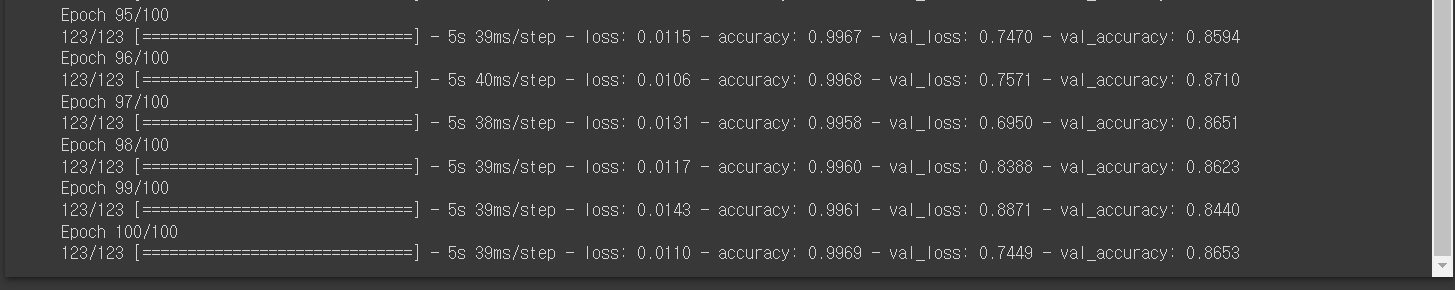 Epoch 95/100
123/123 [==============================] - 5s 39ms/step - loss: 0.0115 - accuracy: 0.9967 - val_loss: 0.7470 - val_accuracy: 0.8594
Epoch 96/100
123/123 [==============================] - 5s 40ms/step - loss: 0.0106 - accuracy: 0.9968 - val_loss: 0.7571 - val_accuracy: 0.8710
Epoch 97/100
123/123 [==============================] - 5s 38ms/step - loss: 0.0131 - accuracy: 0.9958 - val_loss: 0.6950 - val_accuracy: 0.8651
Epoch 98/100
123/123 [==============================] - 5s 39ms/step - loss: 0.0117 - accuracy: 0.9960 - val_loss: 0.8388 - val_accuracy: 0.8623
Epoch 99/100
123/123 [==============================] - 5s 39ms/step - loss: 0.0143 - accuracy: 0.9961 - val_loss: 0.8871 - val_accuracy: 0.8440
Epoch 100/100
123/123 [==============================] - 5s 39ms/step - loss: 0.0110 - accuracy: 0.9969 - val_loss: 0.7449 - val_accuracy: 0.8653